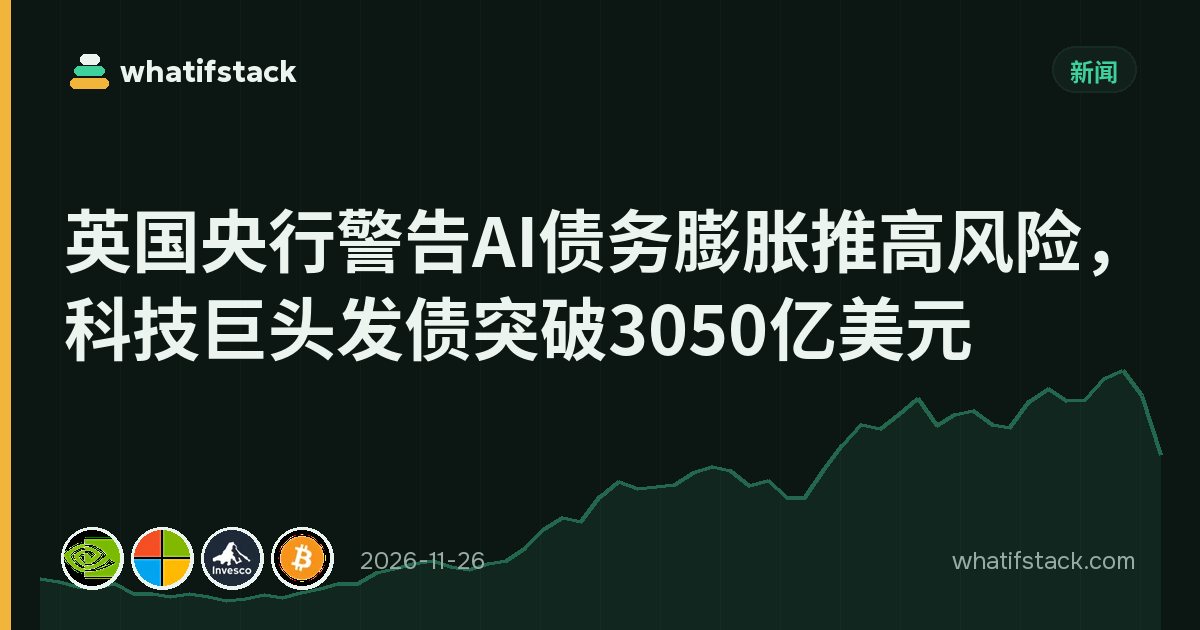 whatifstack
新闻
英国央行警告AI债务膨胀推高风险，
科技巨头发债突破3050亿美元
Invesco
2026-11-26
whatifstack.com